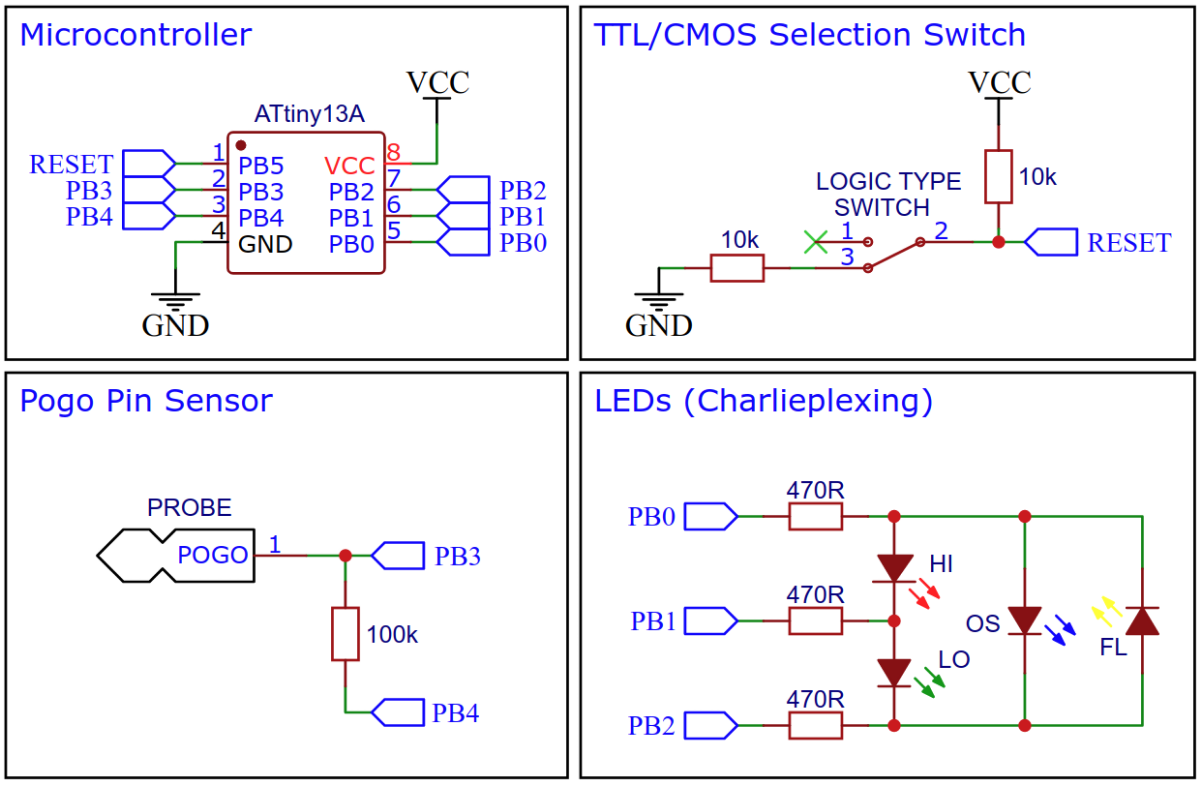 Microcontroller
VCC
ATtiny13A
RESET
1
PB5
VCC
8
PB3
2
PB3
PB2
7
PB2
PB4
3
PB4
PB1
6
PB1
4
GND
PB0
5
PB0
GND
TTL/CMOS Selection Switch
VCC
10k
LOGIC TYPE
SWITCH
1
2
RESET
10k
3
GND
Pogo Pin Sensor
PROBE
POGO
1
PB3
100k
PB4
LEDs (Charlieplexing)
470R
PB0
HI
470R
PB1
OS
FL
LO
470R
PB2